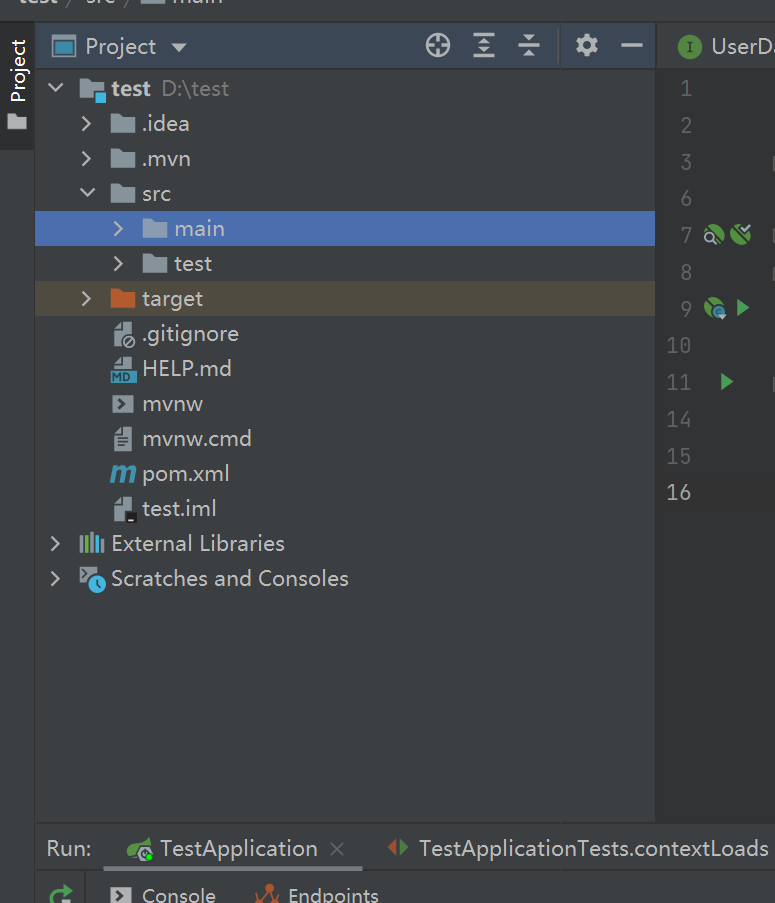 test / src / main
Project
Project
UserDa
test D:\test
.idea
.mvn
src
main
test
target
.gitignore
HELP.md
MD
mvnw
mvnw.cmd
m pom.xml
test.iml
External Libraries
Scratches and Consoles
I
1
2
3
6
7
8
9
10
11
14
15
16
Run:
TestApplication
TestApplicationTests.contextLoads
Console
Endpoints